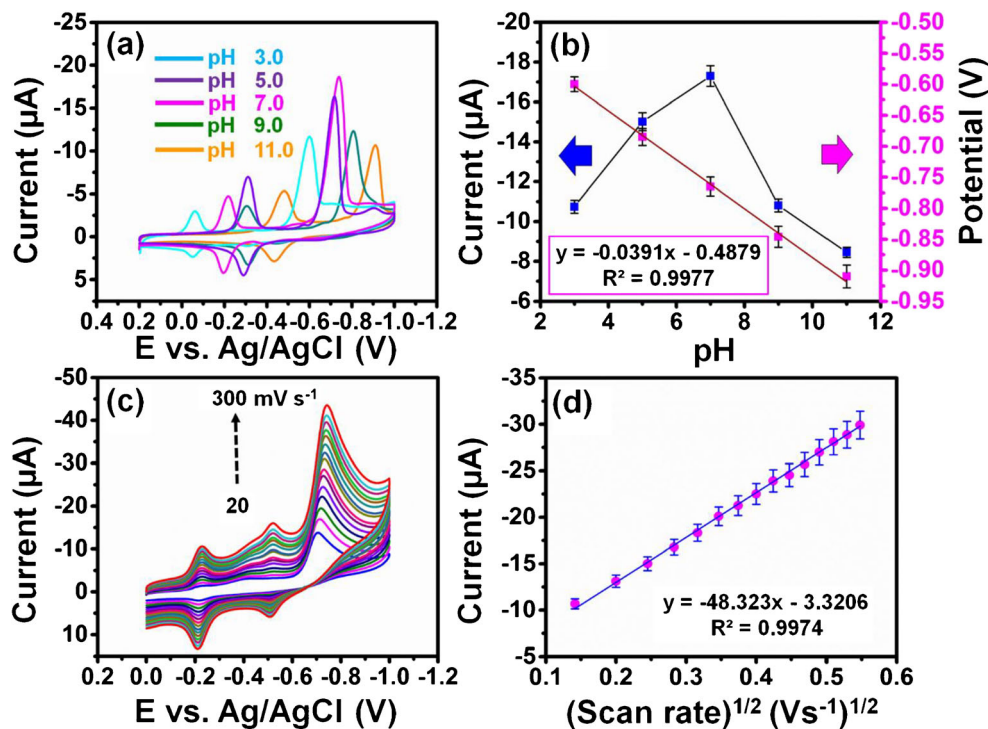 (a)
pH 3.0
pH 5.0
pH 7.0
pH 9.0
pH 11.0
Current (µA)
-25
-20
-15
-10
-5
0
5
0.4 0.2 0.0 -0.2 -0.4 -0.6 -0.8 -1.0 -1.2
E vs. Ag/AgCl (V)
(b)
Current (µA)
-20
-18
-16
-14
-12
-10
-8
-6
2 4 6 8 10 12
pH
Potential (V)
-0.50
-0.55
-0.60
-0.65
-0.70
-0.75
-0.80
-0.85
-0.90
-0.95
y = -0.0391x - 0.4879
R² = 0.9977
(c)
300 mV s⁻¹
20
Current (µA)
-50
-40
-30
-20
-10
0
10
0.2 0.0 -0.2 -0.4 -0.6 -0.8 -1.0 -1.2
E vs. Ag/AgCl (V)
(d)
Current (µA)
-35
-30
-25
-20
-15
-10
-5
0.1 0.2 0.3 0.4 0.5 0.6
(Scan rate)¹ᐟ² (Vs⁻¹)¹ᐟ²
y = -48.323x - 3.3206
R² = 0.9974